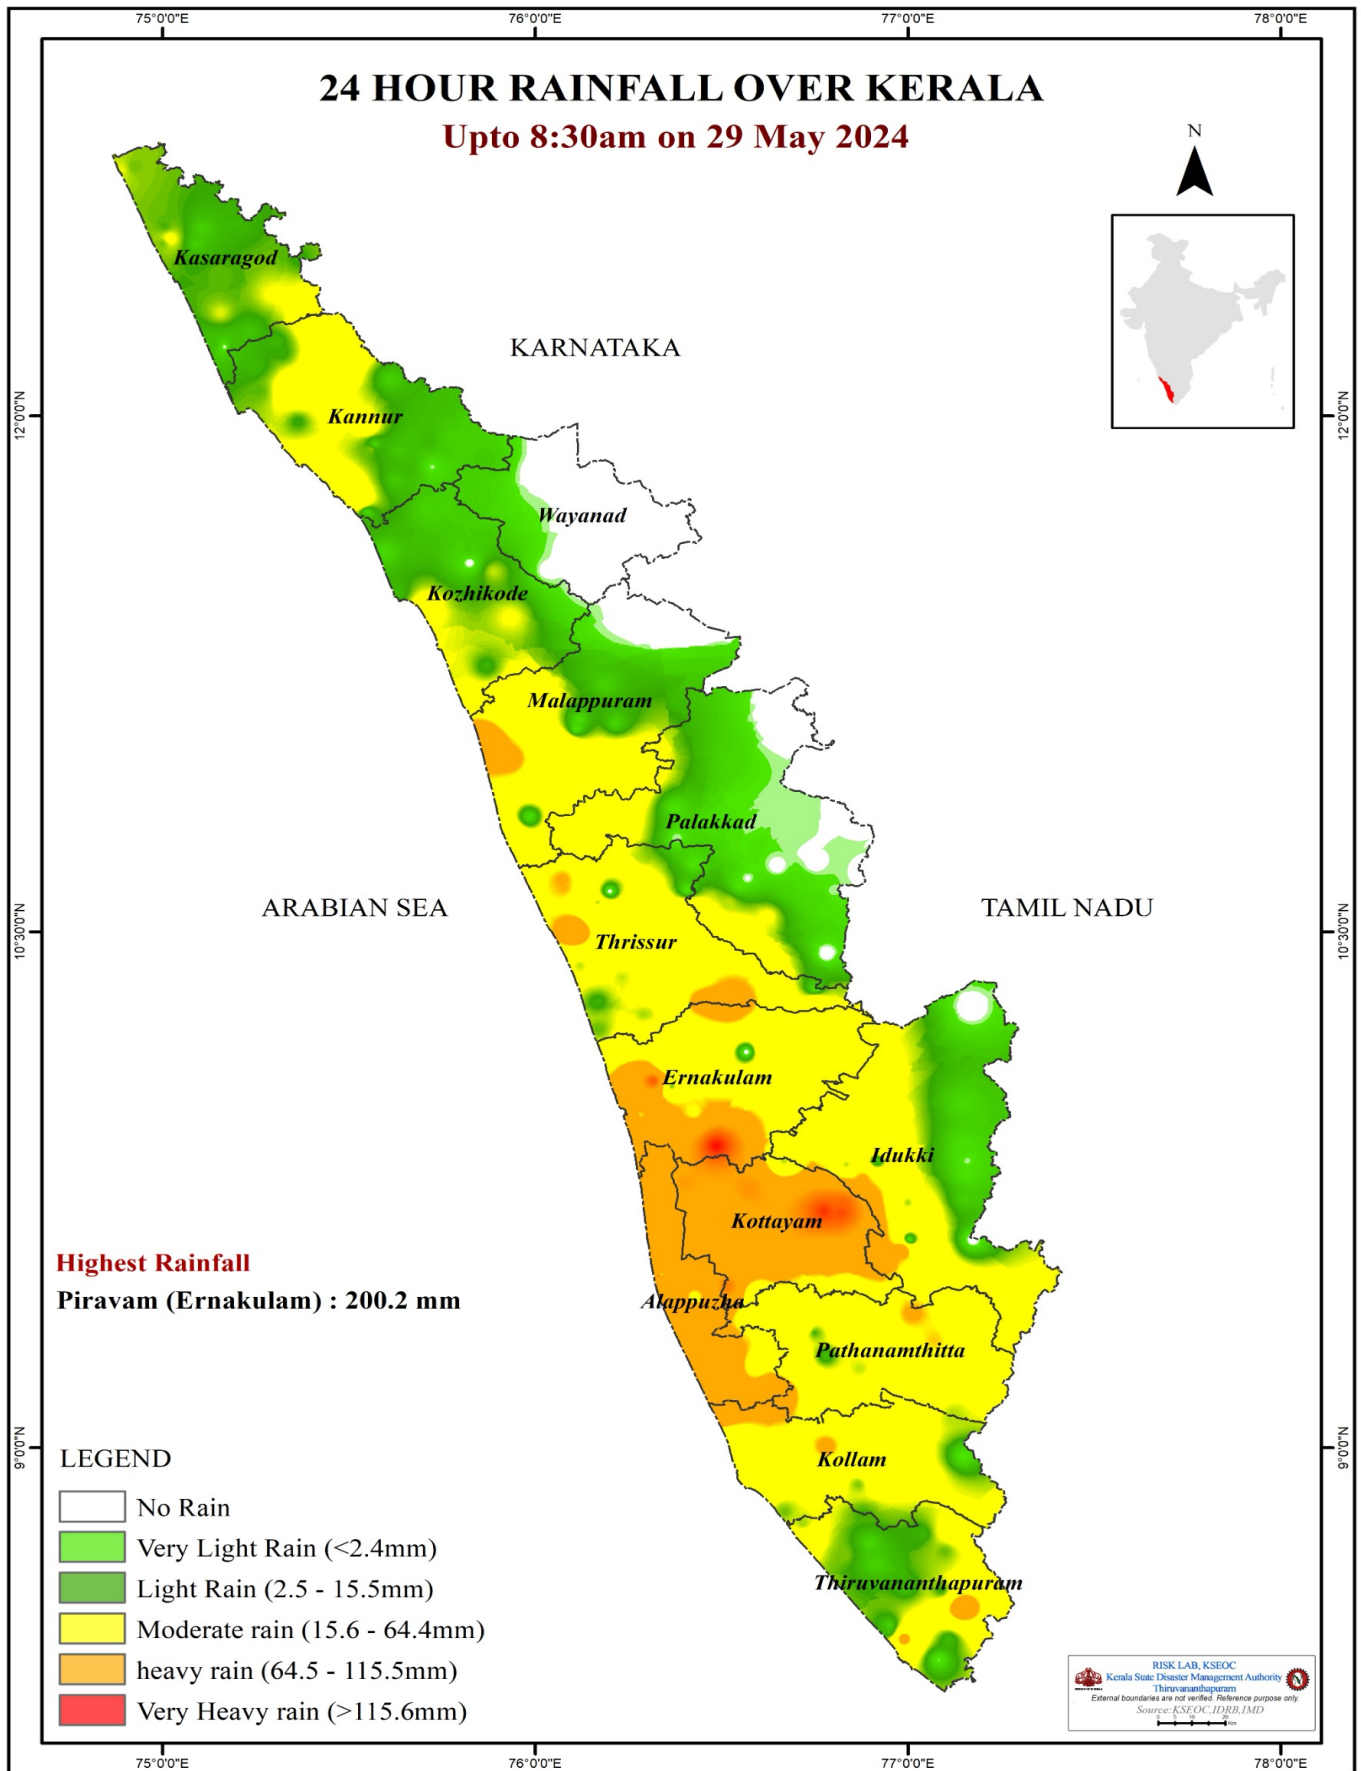 75°0'0"E
76°0'0"E
77°0'0"E
78°0'0"E
24 HOUR RAINFALL OVER KERALA
Upto 8:30am on 29 May 2024
N
Kasaragod
KARNATAKA
12°0'0"N
Kannur
12°0'0"N
Wayanad
Kozhikode
Malappuram
Palakkad
ARABIAN SEA
TAMIL NADU
10°30'0"N
Thrissur
10°30'0"N
Ernakulam
Idukki
Kottayam
Highest Rainfall
Piravam (Ernakulam) : 200.2 mm
Alappuzha
Pathanamthitta
9°0'0"N
Kollam
9°0'0"N
LEGEND
No Rain
Very Light Rain (<2.4mm)
Light Rain (2.5 - 15.5mm)
Moderate rain (15.6 - 64.4mm)
heavy rain (64.5 - 115.5mm)
Very Heavy rain (>115.6mm)
Thiruvananthapuram
RISK LAB, KSEOC
Kerala State Disaster Management Authority
Thiruvananthapuram
External boundaries are not verified. Reference purpose only.
Source:KSEOC,IDRB,IMD
0 5 10 20
Km
75°0'0"E
76°0'0"E
77°0'0"E
78°0'0"E